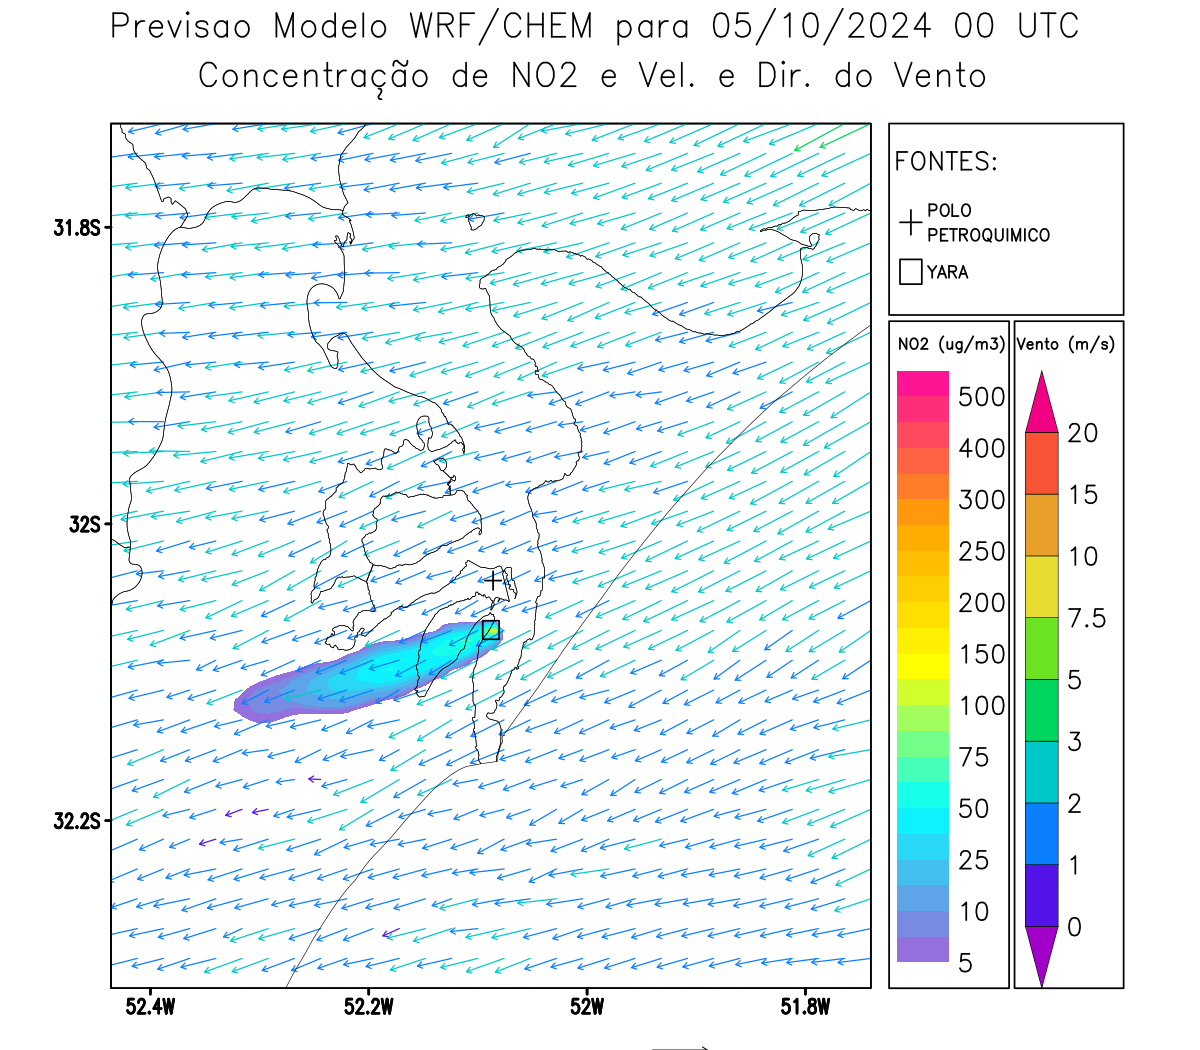 Previsao Modelo WRF/CHEM para 05/10/2024 00 UTC
Concentração de NO2 e Vel. e Dir. do Vento
FONTES:
POLO
PETROQUIMICO
YARA
NO2 (ug/m3)
500
400
300
250
200
150
100
75
50
25
10
5
Vento (m/s)
20
15
10
7.5
5
3
2
1
0
31.8S
32S
32.2S
52.4W
52.2W
52W
51.8W